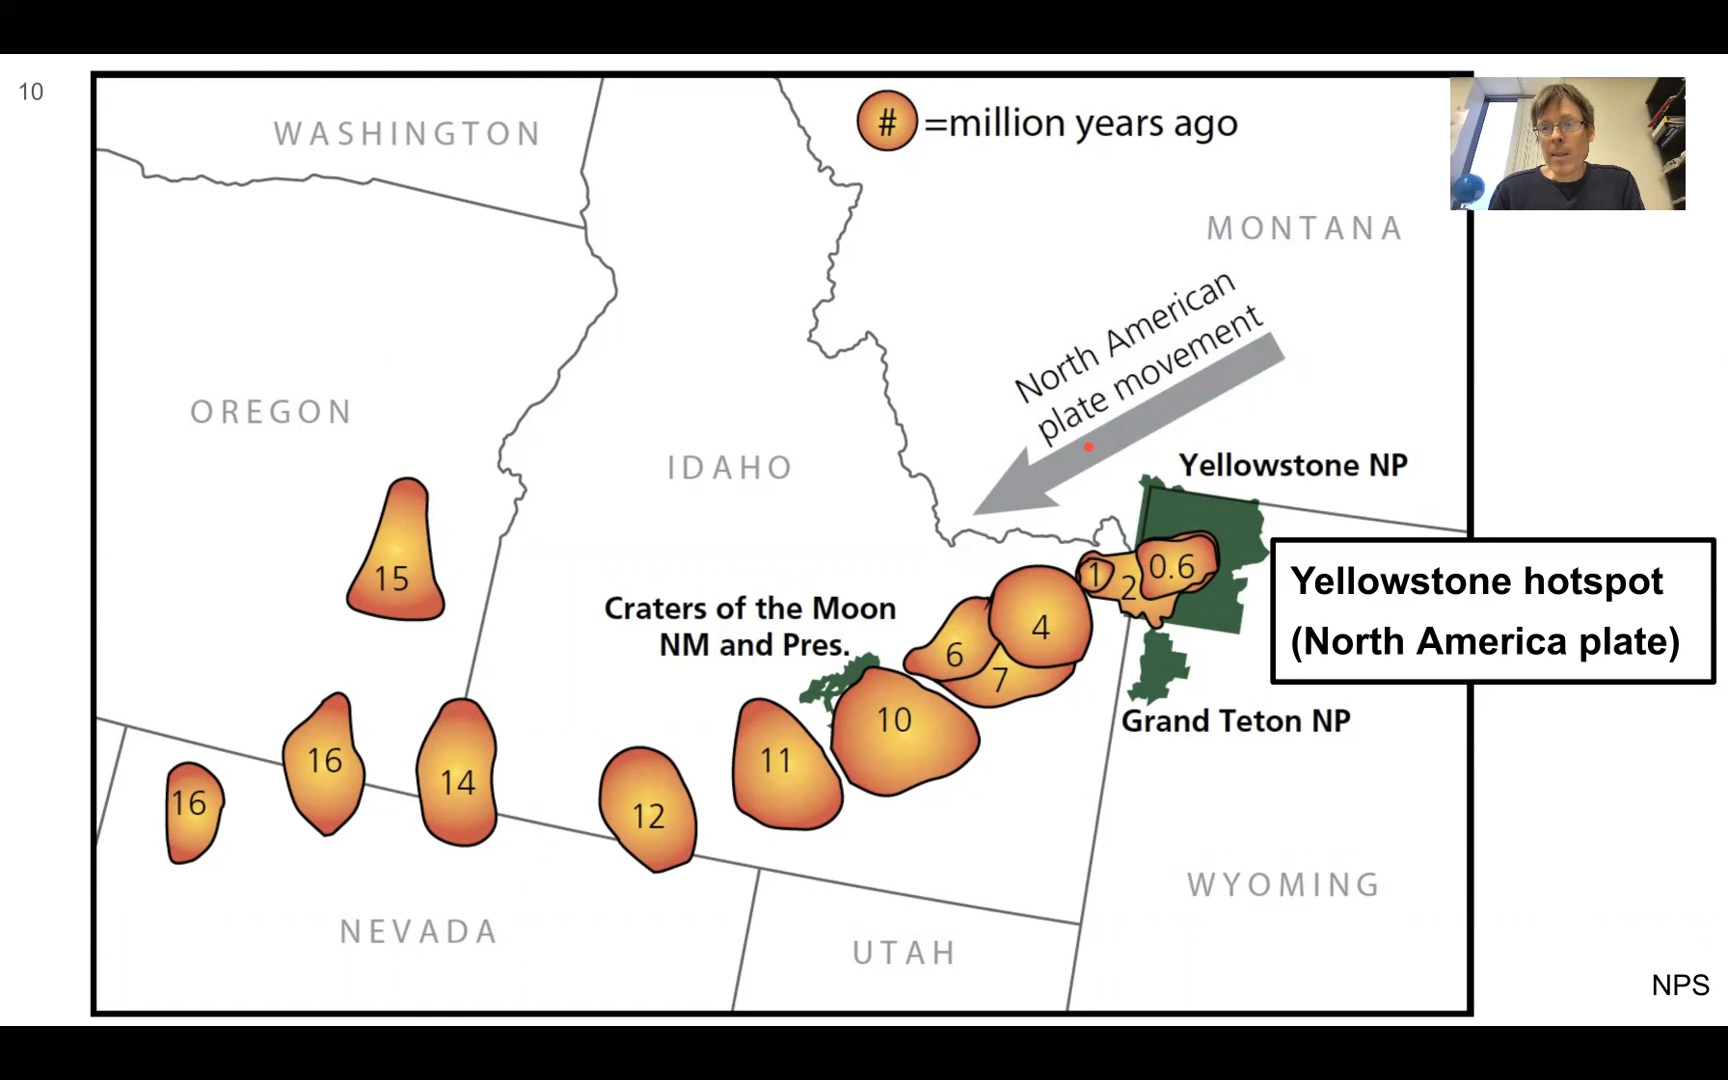 10
WASHINGTON
# =million years ago
MONTANA
North American
plate movement
OREGON
IDAHO
Yellowstone NP
15
1
2
0.6
Yellowstone hotspot
(North America plate)
Craters of the Moon
NM and Pres.
4
6
7
Grand Teton NP
10
11
16
14
12
16
WYOMING
NEVADA
UTAH
NPS